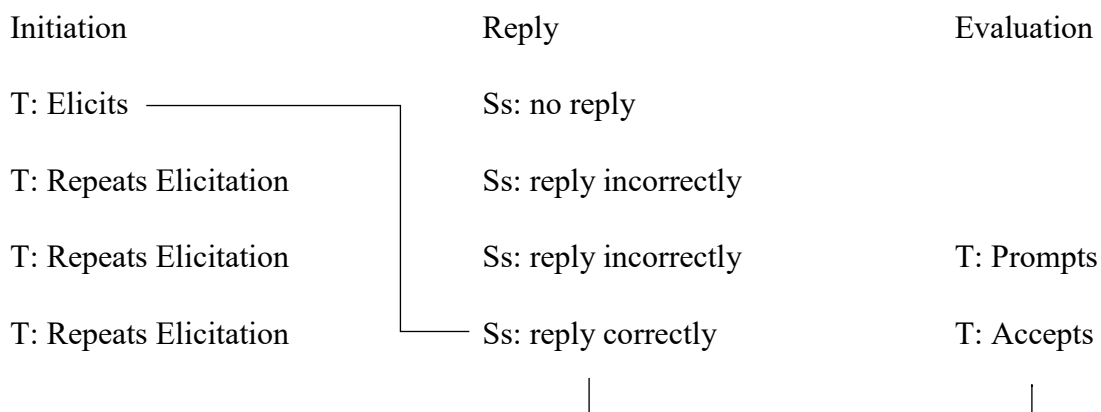 Initiation Reply Evaluation
T: Elicits Ss: no reply
T: Repeats Elicitation Ss: reply incorrectly
T: Repeats Elicitation Ss: reply incorrectly T: Prompts
T: Repeats Elicitation Ss: reply correctly T: Accepts